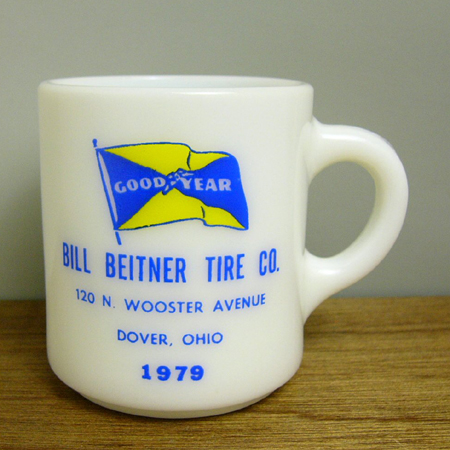 GOOD YEAR
BILL BEITNER TIRE CO.
120 N. WOOSTER AVENUE
DOVER, OHIO
1979